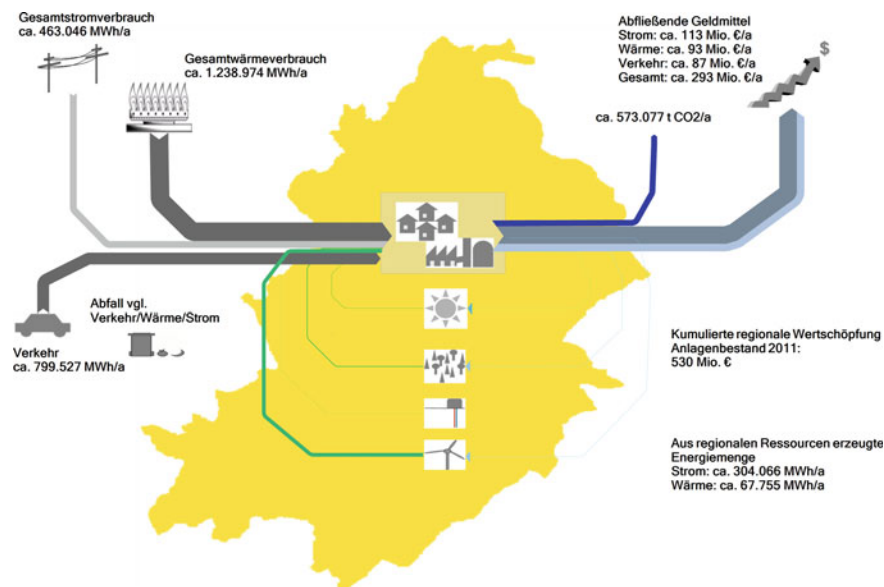 Gesamtstromverbrauch
ca. 463.046 MWh/a
Gesamtwärmeverbrauch
ca. 1.238.974 MWh/a
Abfließende Geldmittel
Strom: ca. 113 Mio. €/a
Wärme: ca. 93 Mio. €/a
Verkehr: ca. 87 Mio. €/a
Gesamt: ca. 293 Mio. €/a
$
ca. 573.077 t CO2/a
Abfall vgl.
Verkehr/Wärme/Strom
Verkehr
ca. 799.527 MWh/a
Kumulierte regionale Wertschöpfung
Anlagenbestand 2011:
530 Mio. €
Aus regionalen Ressourcen erzeugte
Energiemenge
Strom: ca. 304.066 MWh/a
Wärme: ca. 67.755 MWh/a